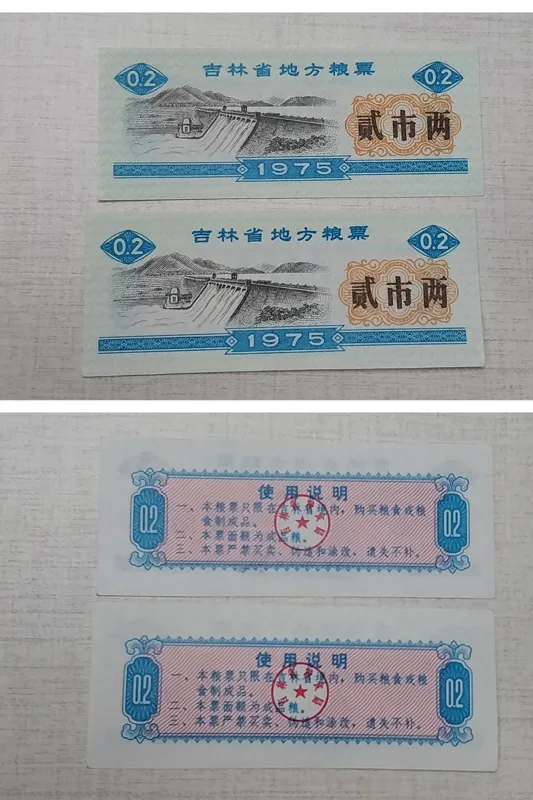 0.2 吉林省地方粮票 0.2
贰市两
1975
0.2 吉林省地方粮票 0.2
贰市两
1975
使用说明
一、本粮票只限在吉林省境内，购买粮食或粮
食制成品。
0.2 0.2
二、本票面额为成品粮。
三、本票严禁买卖、伪造和涂改，遗失不补。
使用说明
一、本粮票只限在吉林省境内，购买粮食或粮
食制成品。
0.2 0.2
二、本票面额为成品粮。
三、本票严禁买卖、伪造和涂改，遗失不补。